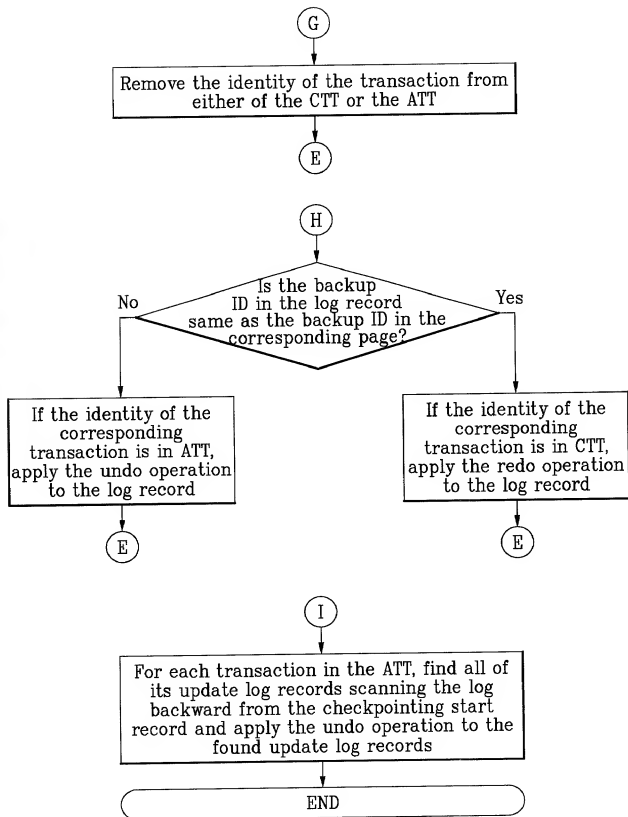 G
Remove the identity of the transaction from
either of the CTT or the ATT
E
H
Is the backup
ID in the log record
same as the backup ID in the
corresponding page?
No
Yes
If the identity of the
corresponding
transaction is in ATT,
apply the undo operation
to the log record
E
If the identity of the
corresponding
transaction is in CTT,
apply the redo operation
to the log record
E
I
For each transaction in the ATT, find all of
its update log records scanning the log
backward from the checkpointing start
record and apply the undo operation to the
found update log records
END